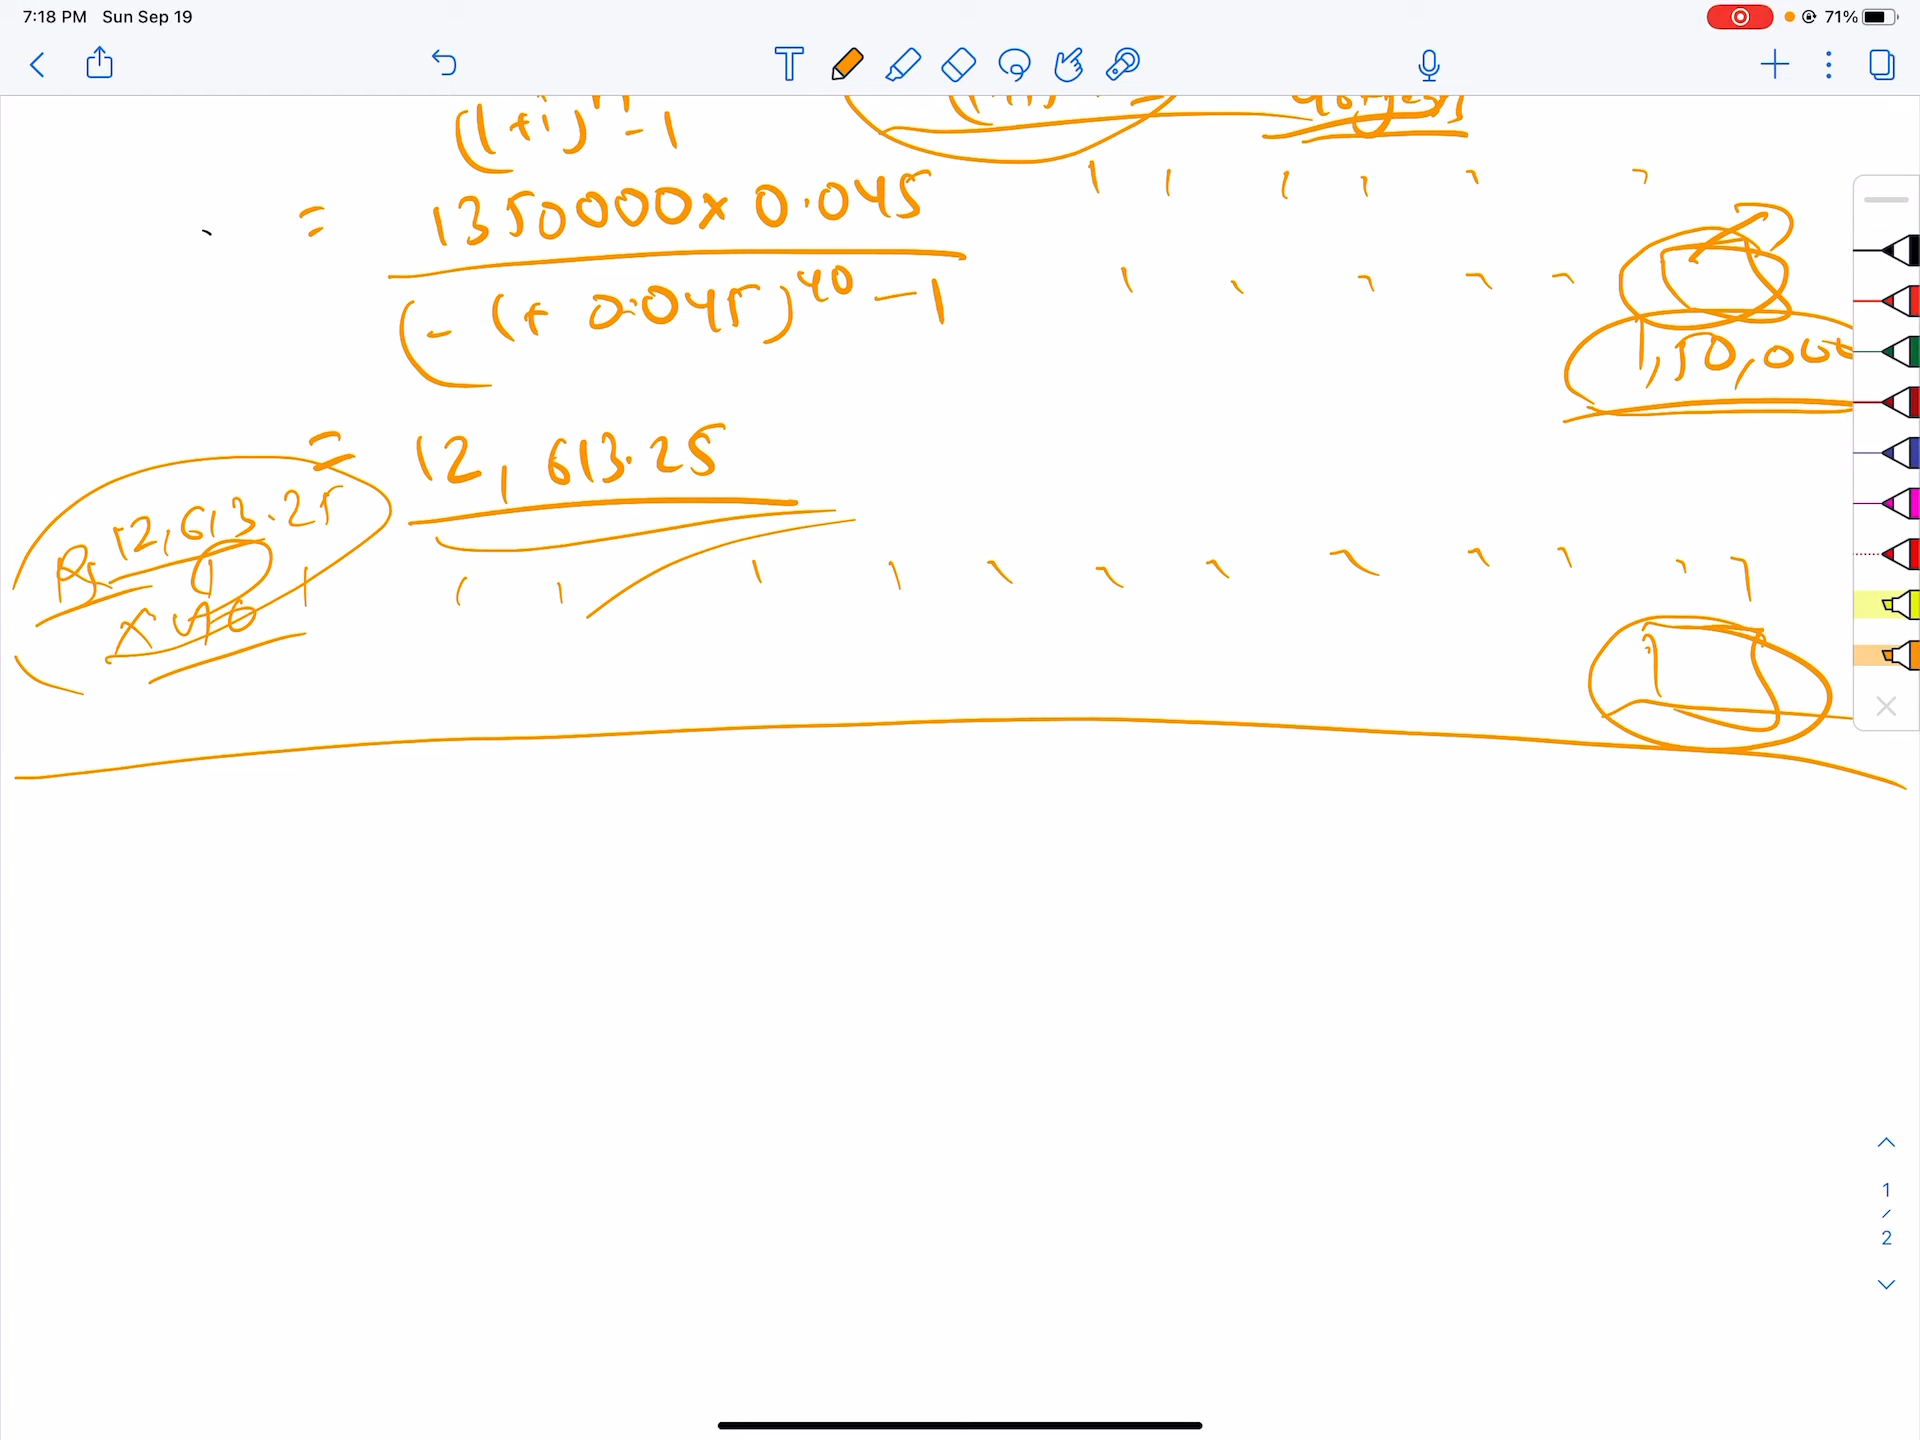 7:18 PM Sun Sep 19
71%
(1+i)ⁿ - 1
= 1350000 × 0.045
(- (+ 0.045)⁴⁰ - 1
1,50,000
= 12,613.25
Rs 12,613.25
× 40
1
/
2